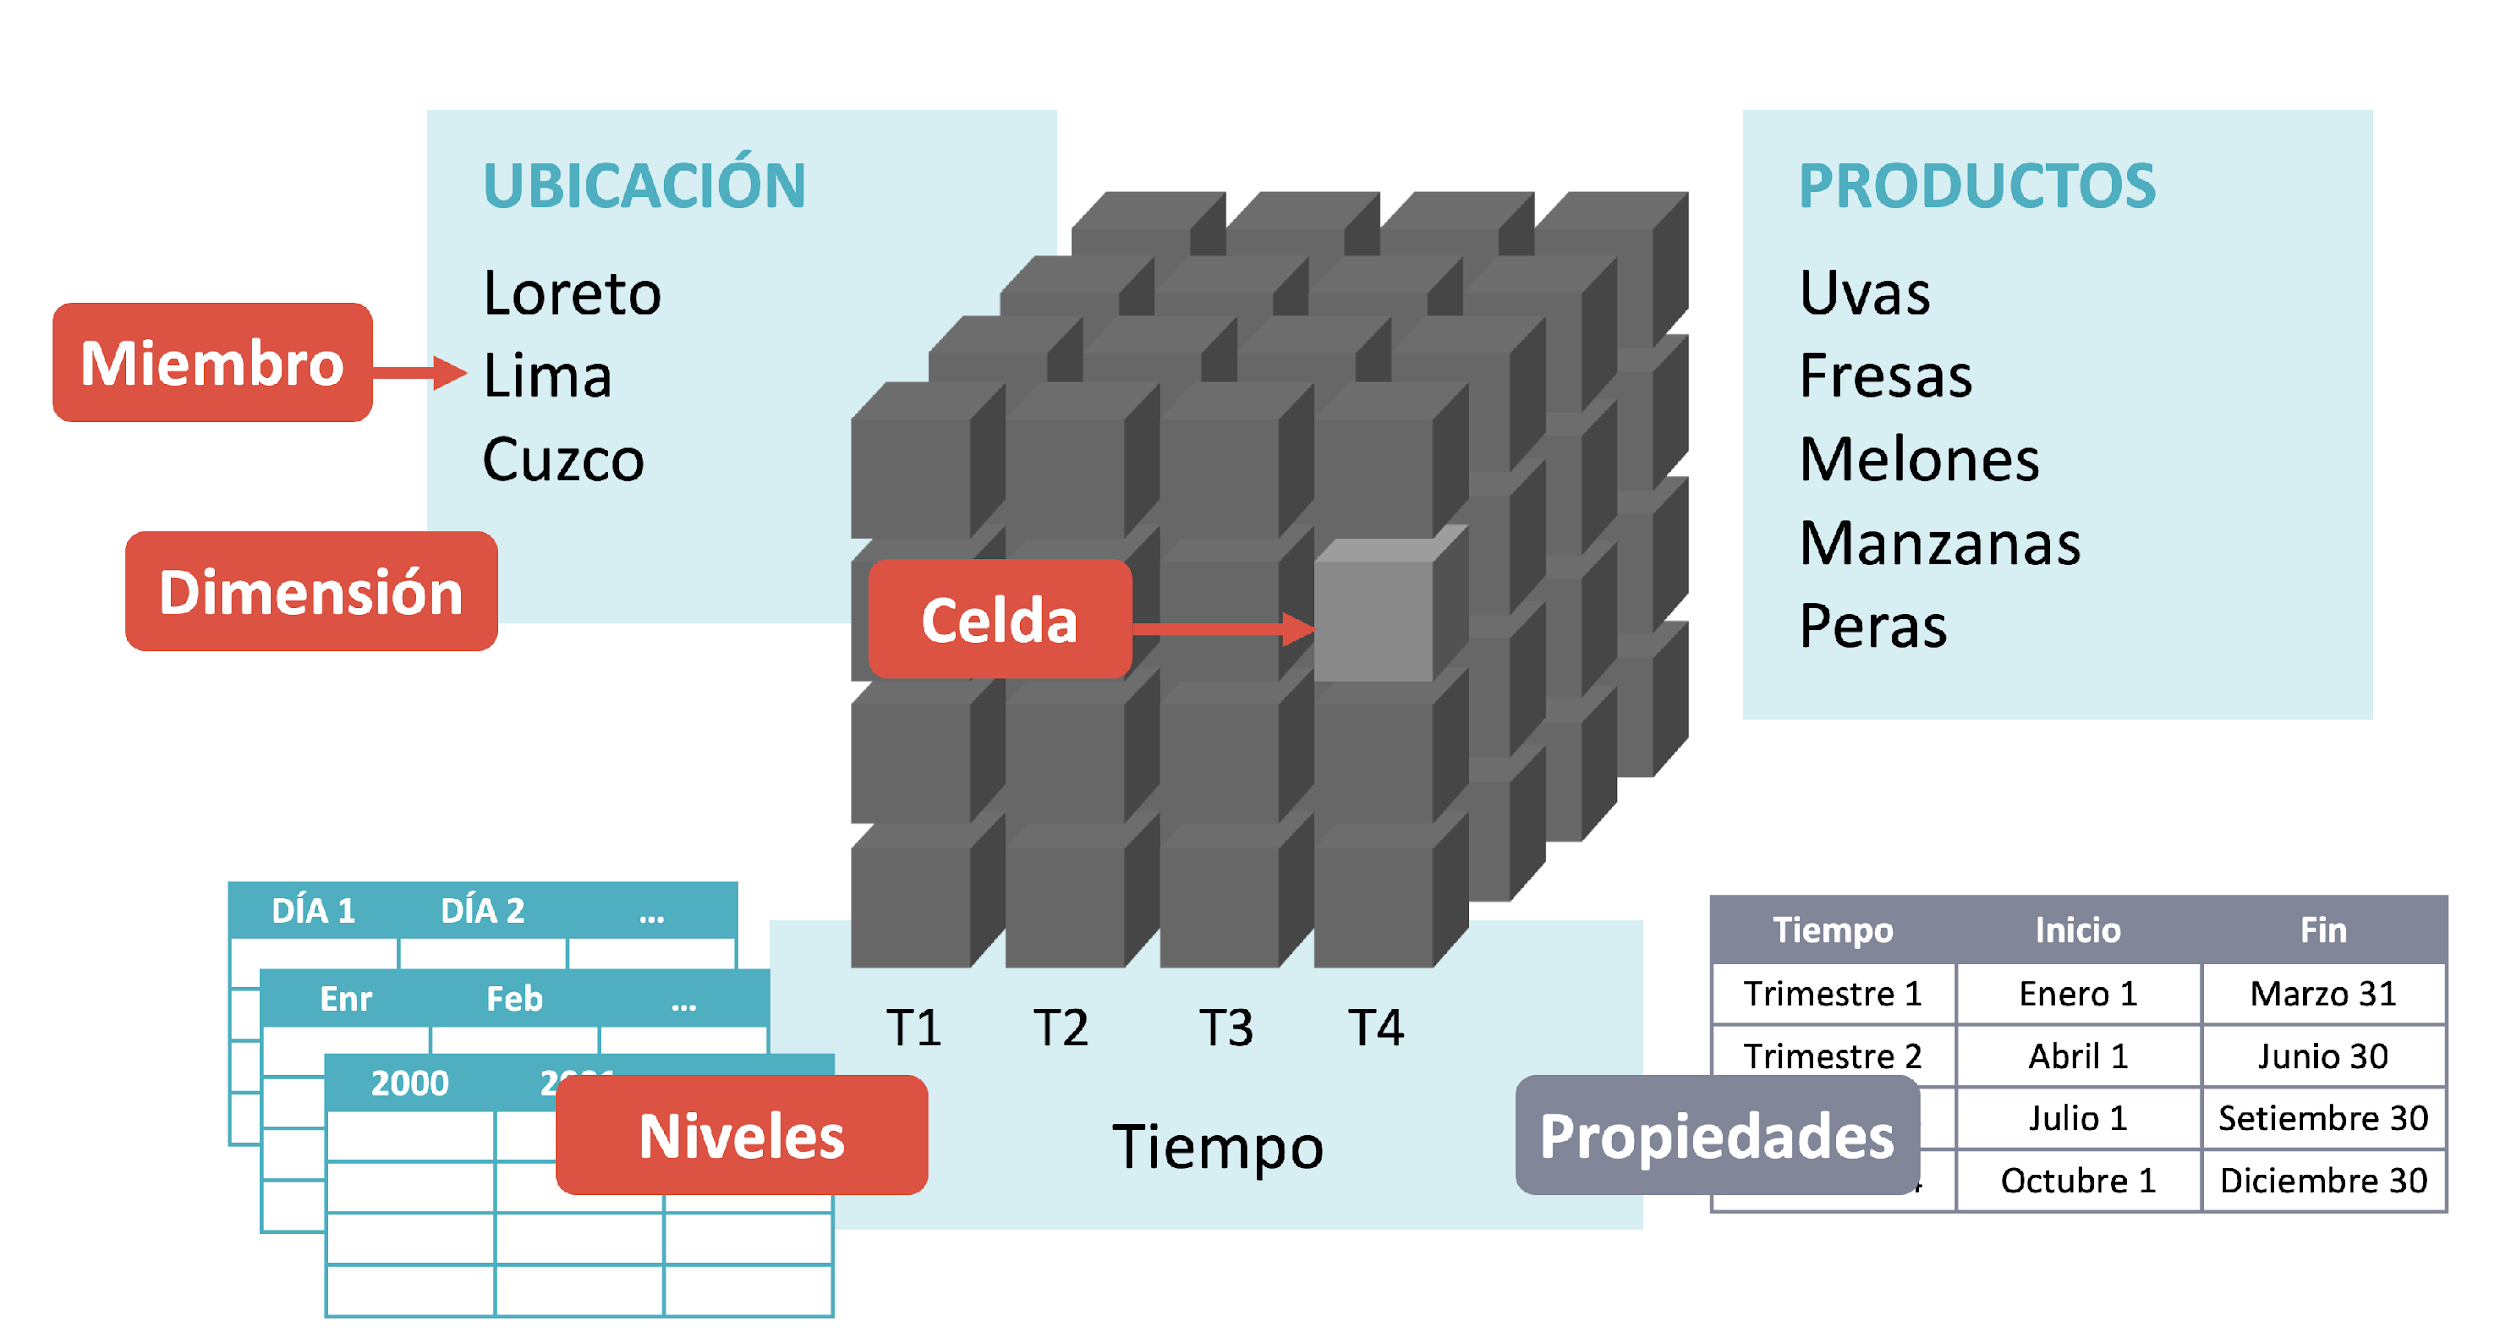 UBICACIÓN
Loreto
Lima
Cuzco
Miembro
Dimensión
Celda
PRODUCTOS
Uvas
Fresas
Melones
Manzanas
Peras
DÍA 1 DÍA 2 ...
Enr Feb ...
2000
Niveles
T1 T2 T3 T4
Tiempo
Propiedades
Tiempo Inicio Fin
Trimestre 1 Enero 1 Marzo 31
Trimestre 2 Abril 1 Junio 30
Julio 1 Setiembre 30
Octubre 1 Diciembre 30